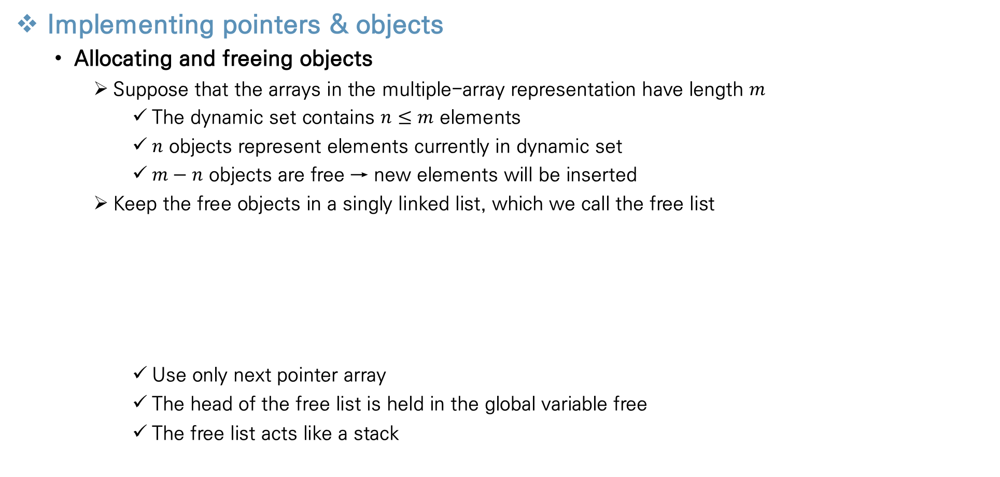 ❖ Implementing pointers & objects
• Allocating and freeing objects
➢ Suppose that the arrays in the multiple-array representation have length m
✓ The dynamic set contains n ≤ m elements
✓ n objects represent elements currently in dynamic set
✓ m − n objects are free → new elements will be inserted
➢ Keep the free objects in a singly linked list, which we call the free list
✓ Use only next pointer array
✓ The head of the free list is held in the global variable free
✓ The free list acts like a stack